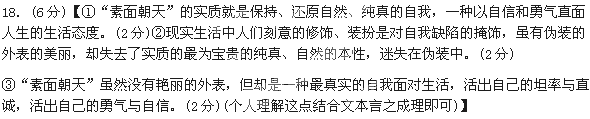 18. (6分)【①“素面朝天”的实质就是保持、还原自然、纯真的自我，一种以自信和勇气直面
人生的生活态度。(2分)②现实生活中人们刻意的修饰、装扮是对自我缺陷的掩饰，虽有伪装的
外表的美丽，却失去了实质的最为宝贵的纯真、自然的本性，迷失在伪装中。(2分)
③“素面朝天”虽然没有艳丽的外表，但却是一种最真实的自我面对生活，活出自己的坦率与真
诚，活出自己的勇气与自信。(2分)(个人理解这点结合文本言之成理即可)】